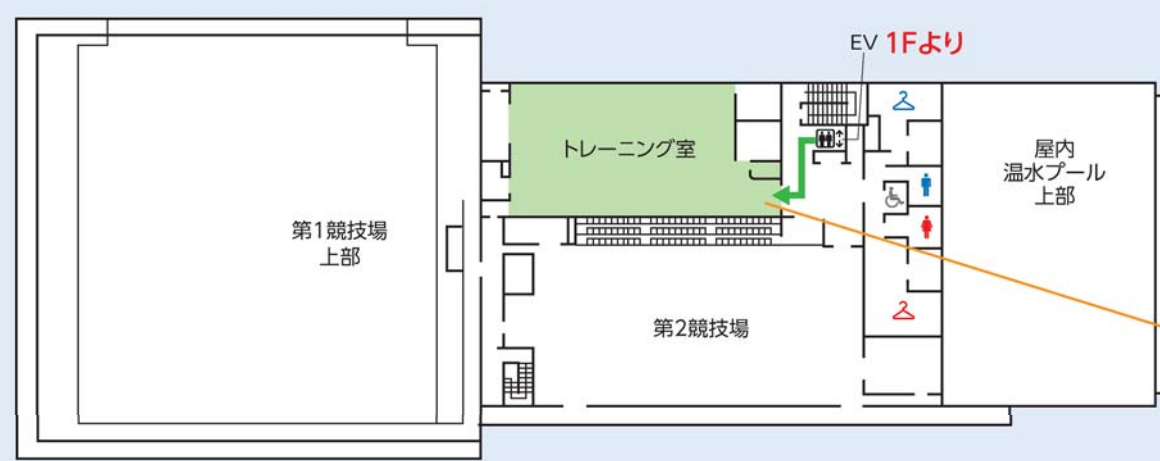 EV 1Fより
トレーニング室
屋内
温水プール
上部
第1競技場
上部
第2競技場